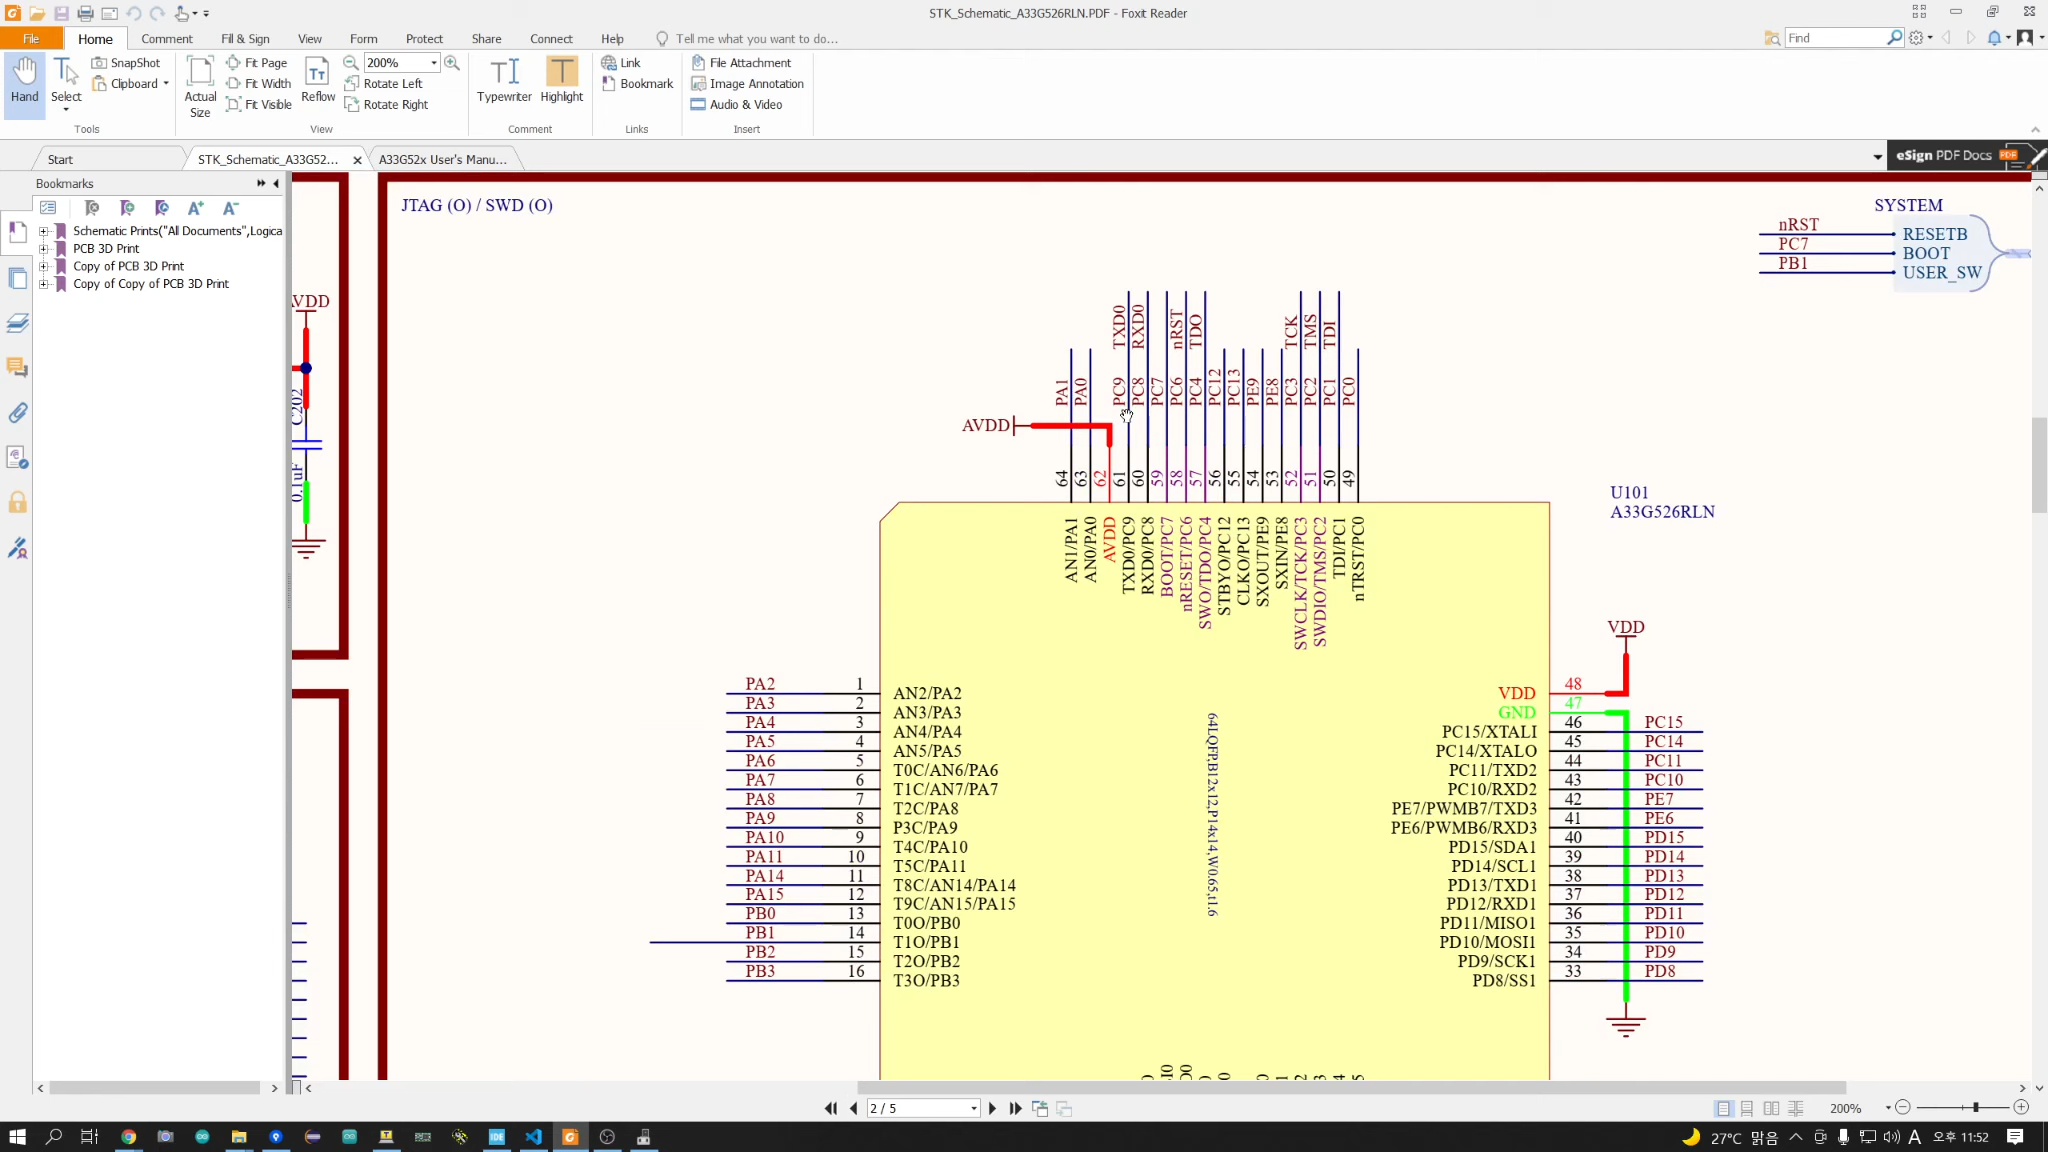 STK_Schematic_A33G526RLN.PDF - Foxit Reader
File Home Comment Fill & Sign View Form Protect Share Connect Help Tell me what you want to do... Find
Hand
Select
SnapShot
Clipboard
Tools
Actual Size
Fit Page
Fit Width
Fit Visible
Reflow
200%
Rotate Left
Rotate Right
View
Typewriter
Highlight
Comment
Link
Bookmark
Links
File Attachment
Image Annotation
Audio & Video
Insert
Start
STK_Schematic_A33G52...
A33G52x User's Manu...
eSign PDF Docs
Bookmarks
Schematic Prints("All Documents",Logica
PCB 3D Print
Copy of PCB 3D Print
Copy of Copy of PCB 3D Print
VDD
C202
0.1uF
JTAG (O) / SWD (O)
SYSTEM
nRST RESETB
PC7 BOOT
PB1 USER_SW
TXD0 RXD0 nRST TDO TCK TMS TDI
PA1 PA0 PC9 PC8 PC7 PC6 PC4 PC12 PC13 PE9 PE8 PC3 PC2 PC1 PC0
AVDD
64 63 62 61 60 59 58 57 56 55 54 53 52 51 50 49
AN1/PA1
AN0/PA0
AVDD
TXD0/PC9
RXD0/PC8
BOOT/PC7
nRESET/PC6
SWO/TDO/PC4
STBYO/PC12
CLKO/PC13
SXOUT/PE9
SXIN/PE8
SWCLK/TCK/PC3
SWDIO/TMS/PC2
TDI/PC1
nTRST/PC0
U101
A33G526RLN
VDD
PA2 1 AN2/PA2
PA3 2 AN3/PA3
PA4 3 AN4/PA4
PA5 4 AN5/PA5
PA6 5 T0C/AN6/PA6
PA7 6 T1C/AN7/PA7
PA8 7 T2C/PA8
PA9 8 P3C/PA9
PA10 9 T4C/PA10
PA11 10 T5C/PA11
PA14 11 T8C/AN14/PA14
PA15 12 T9C/AN15/PA15
PB0 13 T0O/PB0
PB1 14 T1O/PB1
PB2 15 T2O/PB2
PB3 16 T3O/PB3
64LQFP,B12x12,P14x14,W0.65,t1.6
VDD 48
GND 47
PC15/XTALI 46 PC15
PC14/XTALO 45 PC14
PC11/TXD2 44 PC11
PC10/RXD2 43 PC10
PE7/PWMB7/TXD3 42 PE7
PE6/PWMB6/RXD3 41 PE6
PD15/SDA1 40 PD15
PD14/SCL1 39 PD14
PD13/TXD1 38 PD13
PD12/RXD1 37 PD12
PD11/MISO1 36 PD11
PD10/MOSI1 35 PD10
PD9/SCK1 34 PD9
PD8/SS1 33 PD8
2 / 5
200%
27°C 맑음
A
오후 11:52